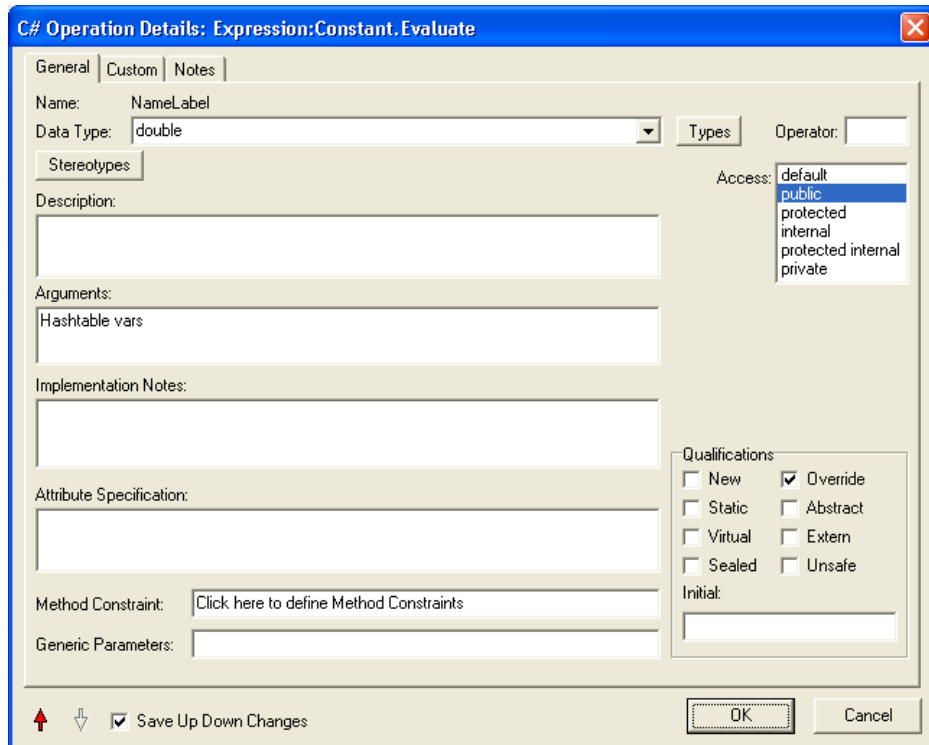 C# Operation Details: Expression:Constant.Evaluate
General Custom Notes
Name: NameLabel
Data Type: double Types Operator:
Stereotypes
Access: default
public
protected
internal
protected internal
private
Description:
Arguments:
Hashtable vars
Implementation Notes:
Attribute Specification:
Qualifications
New Override
Static Abstract
Virtual Extern
Sealed Unsafe
Initial:
Method Constraint: Click here to define Method Constraints
Generic Parameters:
Save Up Down Changes
OK Cancel